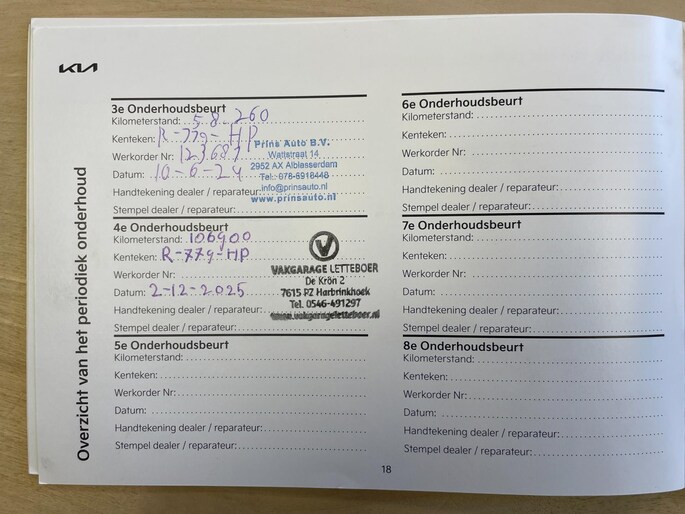 KIA
Overzicht van het periodiek onderhoud
3e Onderhoudsbeurt
Kilometerstand: 58.260
Kenteken: R-779-HP
Werkorder Nr: 123687
Datum: 10-6-24
Handtekening dealer / reparateur:
Stempel dealer / reparateur:
Prins Auto B.V.
Wattstraat 14
2952 AX Alblasserdam
Tel.: 078-6918448
info@prinsauto.nl
www.prinsauto.nl
4e Onderhoudsbeurt
Kilometerstand: 106900
Kenteken: R-779-HP
Werkorder Nr:
Datum: 2-12-2025
Handtekening dealer / reparateur:
Stempel dealer / reparateur:
V
VAKGARAGE LETTEBOER
De Krön 2
7615 PZ Harbrinkhoek
Tel. 0546-491297
www.vakgarageletteboer.nl
5e Onderhoudsbeurt
Kilometerstand:
Kenteken:
Werkorder Nr:
Datum:
Handtekening dealer / reparateur:
Stempel dealer / reparateur:
6e Onderhoudsbeurt
Kilometerstand:
Kenteken:
Werkorder Nr:
Datum:
Handtekening dealer / reparateur:
Stempel dealer / reparateur:
7e Onderhoudsbeurt
Kilometerstand:
Kenteken:
Werkorder Nr:
Datum:
Handtekening dealer / reparateur:
Stempel dealer / reparateur:
8e Onderhoudsbeurt
Kilometerstand:
Kenteken:
Werkorder Nr:
Datum:
Handtekening dealer / reparateur:
Stempel dealer / reparateur:
18